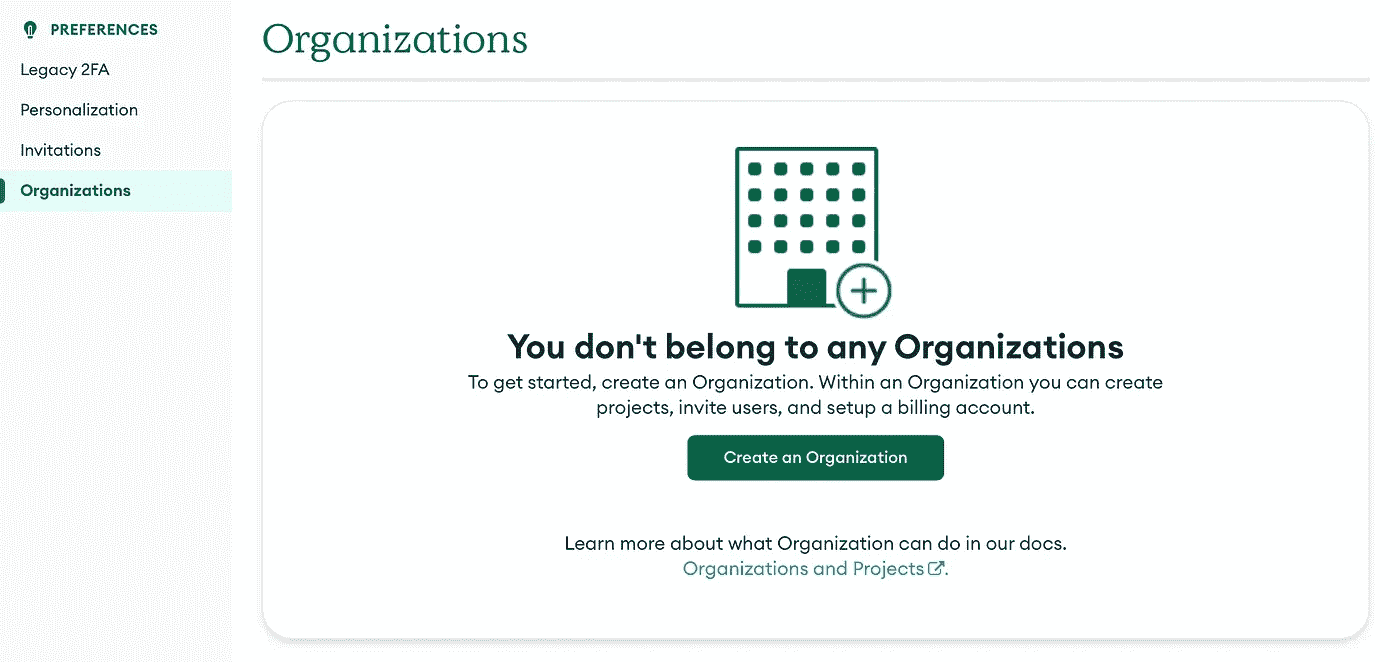 PREFERENCES
Legacy 2FA
Personalization
Invitations
Organizations
Organizations
You don't belong to any Organizations
To get started, create an Organization. Within an Organization you can create
projects, invite users, and setup a billing account.
Create an Organization
Learn more about what Organization can do in our docs.
Organizations and Projects.